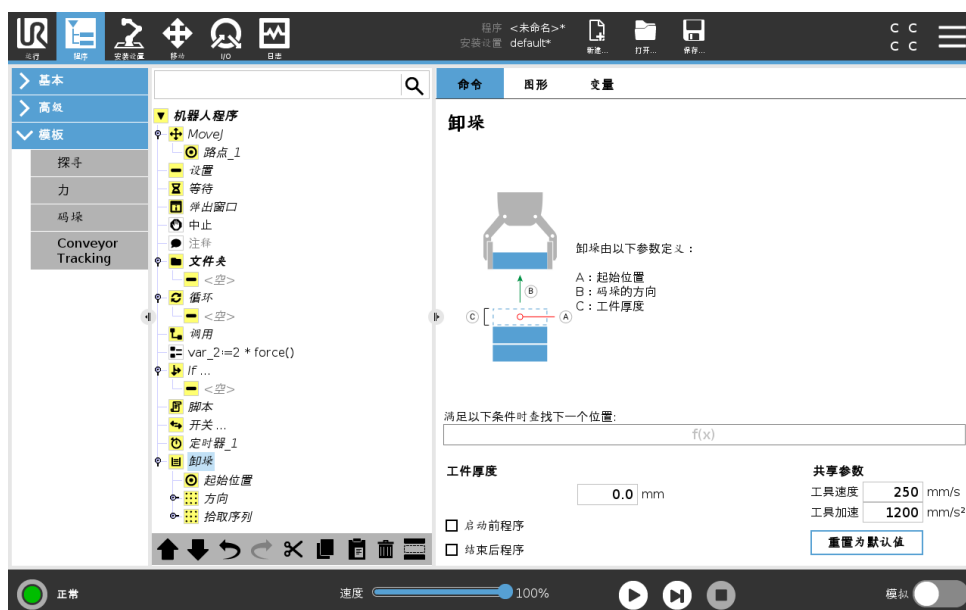 程序 <未命名>*
安装设置 default*
运行 程序 安装设置 移动 I/O 日志
新建... 打开... 保存...
C C
C C
基本
高级
模板
探寻
力
码垛
Conveyor
Tracking
机器人程序
MoveJ
路点_1
设置
等待
弹出窗口
中止
注释
文件夹
<空>
循环
<空>
调用
var_2≔2 * force()
If ...
<空>
脚本
开关 ...
定时器_1
卸垛
起始位置
方向
拾取序列
命令 图形 变量
卸垛
卸垛由以下参数定义：
A：起始位置
B：码垛的方向
C：工件厚度
B
C
A
满足以下条件时查找下一个位置:
f(x)
工件厚度
0.0 mm
启动前程序
结束后程序
共享参数
工具速度 250 mm/s
工具加速 1200 mm/s²
重置为默认值
正常
速度 100%
模拟